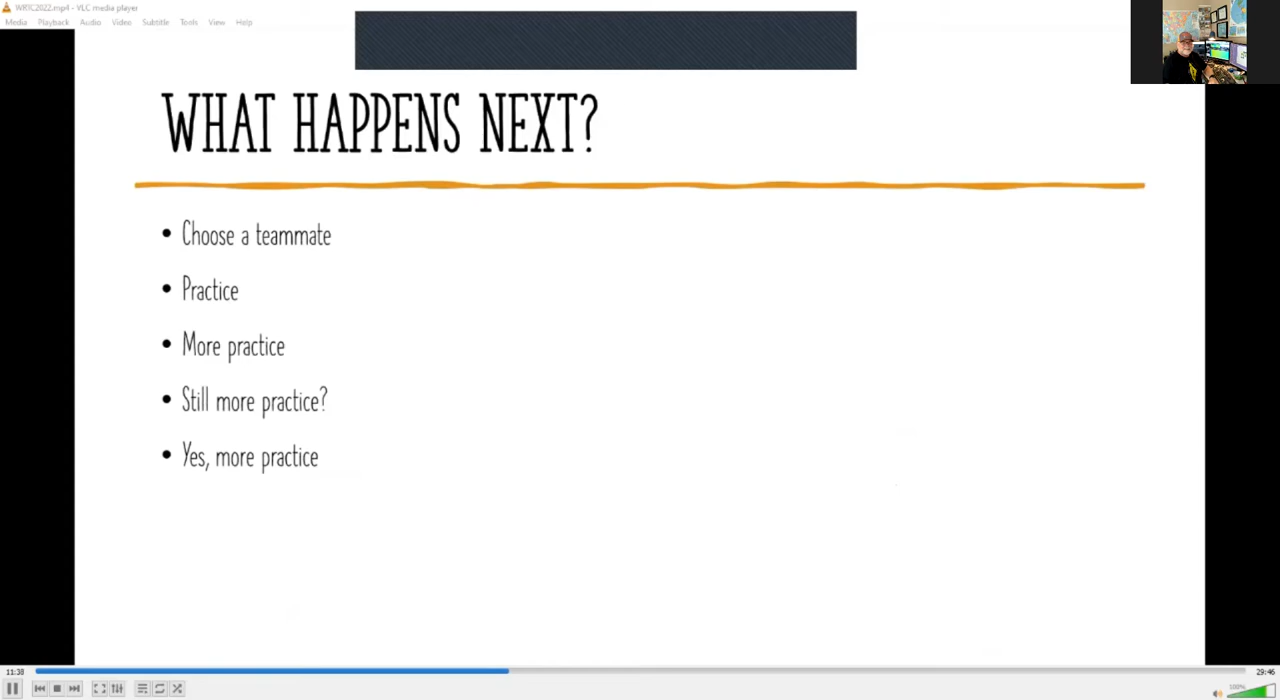 WRTC2022.mp4 - VLC media player
Media Playback Audio Video Subtitle Tools View Help
WHAT HAPPENS NEXT?
• Choose a teammate
• Practice
• More practice
• Still more practice?
• Yes, more practice
11:38
29:46
100%